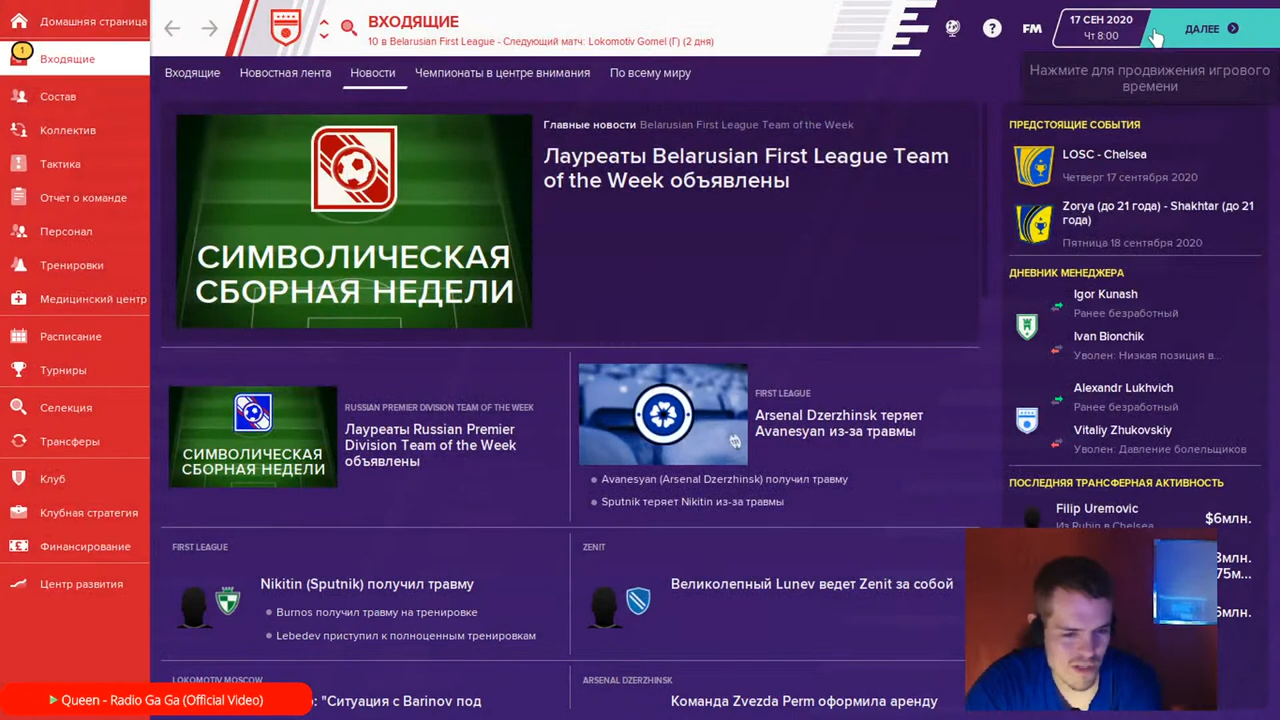 Домашняя страница
1
Входящие
Состав
Коллектив
Тактика
Отчет о команде
Персонал
Тренировки
Медицинский центр
Расписание
Турниры
Селекция
Трансферы
Клуб
Клубная стратегия
Финансирование
Центр развития
ВХОДЯЩИЕ
10 в Belarusian First League - Следующий матч: Lokomotiv Gomel (Г) (2 дня)
?
FM
17 СЕН 2020
Чт 8:00
ДАЛЕЕ
Нажмите для продвижения игрового
времени
Входящие
Новостная лента
Новости
Чемпионаты в центре внимания
По всему миру
СИМВОЛИЧЕСКАЯ
СБОРНАЯ НЕДЕЛИ
Главные новости Belarusian First League Team of the Week
Лауреаты Belarusian First League Team
of the Week объявлены
СИМВОЛИЧЕСКАЯ
СБОРНАЯ НЕДЕЛИ
RUSSIAN PREMIER DIVISION TEAM OF THE WEEK
Лауреаты Russian Premier
Division Team of the Week
объявлены
FIRST LEAGUE
Arsenal Dzerzhinsk теряет
Avanesyan из-за травмы
Avanesyan (Arsenal Dzerzhinsk) получил травму
Sputnik теряет Nikitin из-за травмы
FIRST LEAGUE
Nikitin (Sputnik) получил травму
Burnos получил травму на тренировке
Lebedev приступил к полноценным тренировкам
ZENIT
Великолепный Lunev ведет Zenit за собой
LOKOMOTIV MOSCOW
"Ситуация с Barinov под
ARSENAL DZERZHINSK
Команда Zvezda Perm оформила аренду
ПРЕДСТОЯЩИЕ СОБЫТИЯ
LOSC - Chelsea
Четверг 17 сентября 2020
Zorya (до 21 года) - Shakhtar (до 21
года)
Пятница 18 сентября 2020
ДНЕВНИК МЕНЕДЖЕРА
Igor Kunash
Ранее безработный
Ivan Bionchik
Уволен: Низкая позиция в...
Alexandr Lukhvich
Ранее безработный
Vitaliy Zhukovskiy
Уволен: Давление болельщиков
ПОСЛЕДНЯЯ ТРАНСФЕРНАЯ АКТИВНОСТЬ
Filip Uremovic
Из Rubin в Chelsea
$6млн.
Queen - Radio Ga Ga (Official Video)